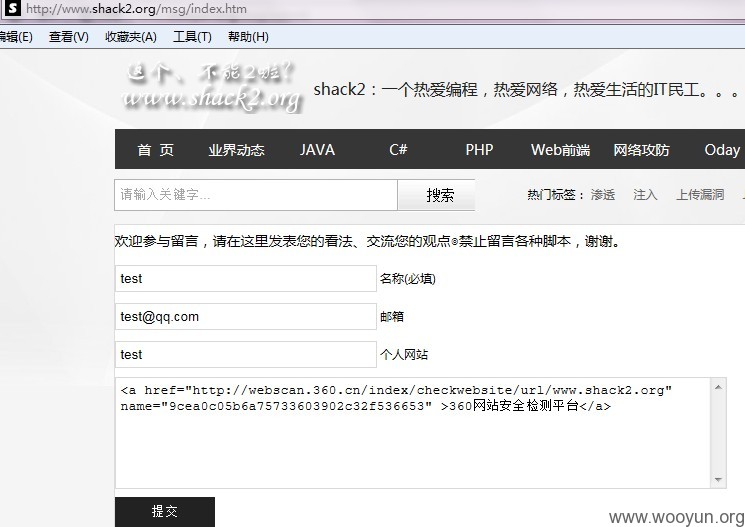 http://www.shack2.org/msg/index.htm
编辑(E) 查看(V) 收藏夹(A) 工具(T) 帮助(H)
这个、不能2啦?
www.shack2.org
shack2：一个热爱编程，热爱网络，热爱生活的IT民工。。。
首 页 业界动态 JAVA C# PHP Web前端 网络攻防 Oday
请输入关键字... 搜索 热门标签： 渗透 注入 上传漏洞
欢迎参与留言，请在这里发表您的看法、交流您的观点⊙禁止留言各种脚本，谢谢。
test 名称(必填)
test@qq.com 邮箱
test 个人网站
<a href="http://webscan.360.cn/index/checkwebsite/url/www.shack2.org"
name="9cea0c05b6a75733603902c32f536653" >360网站安全检测平台</a>
提交
www.wooyun.org